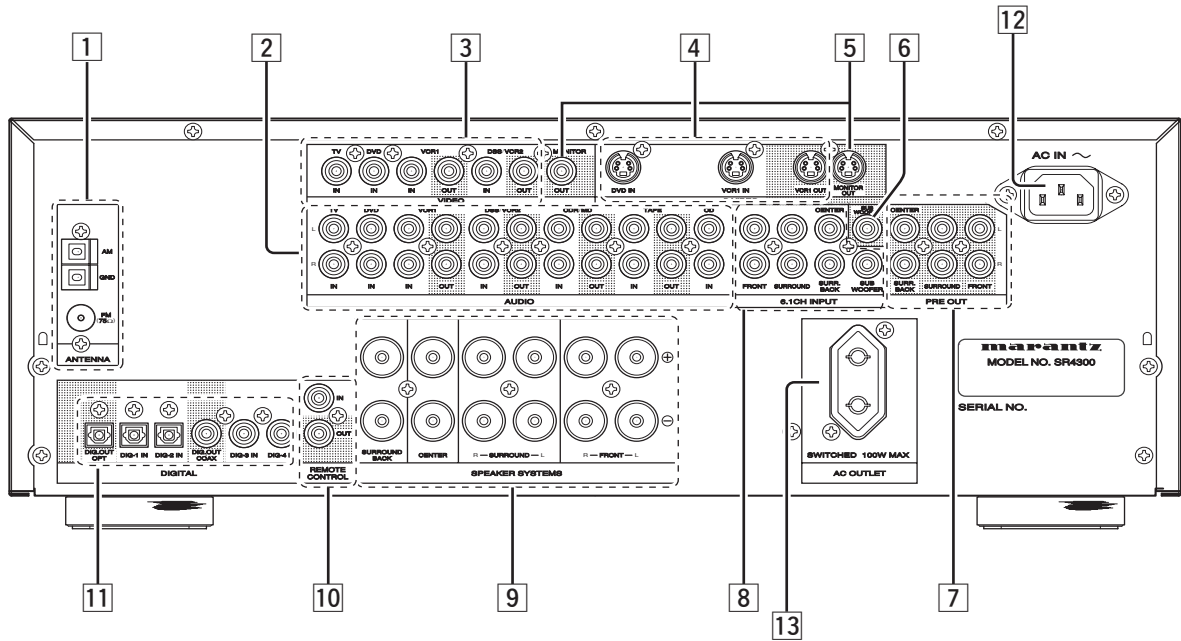 1
2
3
4
5
6
12
TV DVD VCR1 DSS/VCR2 MONITOR
IN IN IN OUT IN OUT OUT
VIDEO
DVD IN
VCR1 IN
VCR1 OUT
MONITOR OUT
AC IN ~
AM
GND
FM (75Ω)
ANTENNA
TV DVD VCR1 DSS/VCR2 CDR/MD TAPE CD
L
R
IN IN IN OUT IN OUT IN OUT IN OUT IN
AUDIO
CENTER
SUB WOOFER
FRONT SURROUND SURR. BACK SUB WOOFER
6.1CH INPUT
CENTER
L
R
SURR. BACK SURROUND FRONT
PRE OUT
marantz
MODEL NO. SR4300
SERIAL NO.
IN
OUT
REMOTE CONTROL
DIG.OUT OPT DIG-1 IN DIG-2 IN DIG.OUT COAX DIG-3 IN DIG-4
DIGITAL
+
−
SURROUND BACK CENTER R — SURROUND — L R — FRONT — L
SPEAKER SYSTEMS
SWITCHED 100W MAX
AC OUTLET
11
10
9
8
13
7